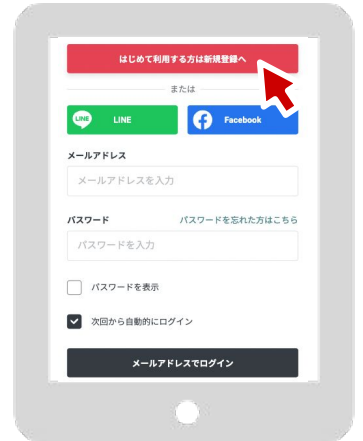 はじめて利用する方は新規登録へ
または
LINE LINE
Facebook
メールアドレス
メールアドレスを入力
パスワード パスワードを忘れた方はこちら
パスワードを入力
パスワードを表示
次回から自動的にログイン
メールアドレスでログイン